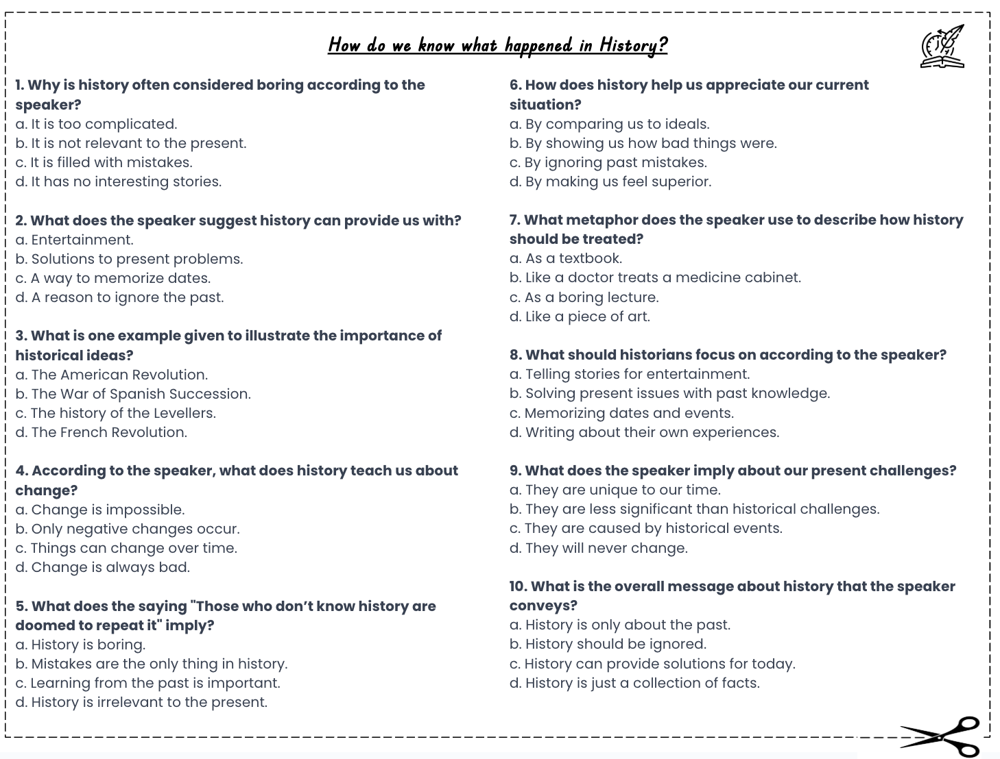 How do we know what happened in History?
1. Why is history often considered boring according to the
speaker?
a. It is too complicated.
b. It is not relevant to the present.
c. It is filled with mistakes.
d. It has no interesting stories.
2. What does the speaker suggest history can provide us with?
a. Entertainment.
b. Solutions to present problems.
c. A way to memorize dates.
d. A reason to ignore the past.
3. What is one example given to illustrate the importance of
historical ideas?
a. The American Revolution.
b. The War of Spanish Succession.
c. The history of the Levellers.
d. The French Revolution.
4. According to the speaker, what does history teach us about
change?
a. Change is impossible.
b. Only negative changes occur.
c. Things can change over time.
d. Change is always bad.
5. What does the saying "Those who don’t know history are
doomed to repeat it" imply?
a. History is boring.
b. Mistakes are the only thing in history.
c. Learning from the past is important.
d. History is irrelevant to the present.
6. How does history help us appreciate our current
situation?
a. By comparing us to ideals.
b. By showing us how bad things were.
c. By ignoring past mistakes.
d. By making us feel superior.
7. What metaphor does the speaker use to describe how history
should be treated?
a. As a textbook.
b. Like a doctor treats a medicine cabinet.
c. As a boring lecture.
d. Like a piece of art.
8. What should historians focus on according to the speaker?
a. Telling stories for entertainment.
b. Solving present issues with past knowledge.
c. Memorizing dates and events.
d. Writing about their own experiences.
9. What does the speaker imply about our present challenges?
a. They are unique to our time.
b. They are less significant than historical challenges.
c. They are caused by historical events.
d. They will never change.
10. What is the overall message about history that the speaker
conveys?
a. History is only about the past.
b. History should be ignored.
c. History can provide solutions for today.
d. History is just a collection of facts.